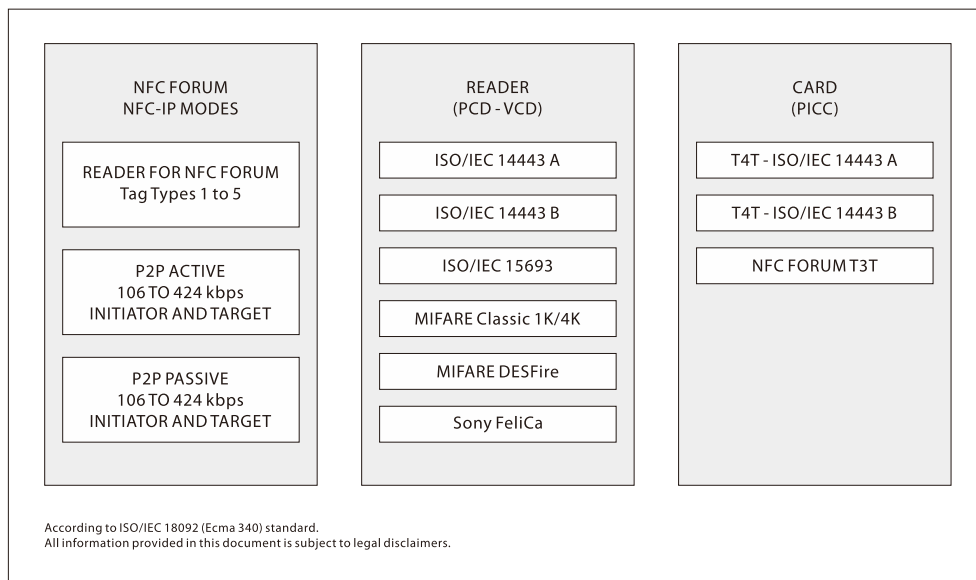 NFC FORUM
NFC-IP MODES
READER FOR NFC FORUM
Tag Types 1 to 5
P2P ACTIVE
106 TO 424 kbps
INITIATOR AND TARGET
P2P PASSIVE
106 TO 424 kbps
INITIATOR AND TARGET
READER
(PCD - VCD)
ISO/IEC 14443 A
ISO/IEC 14443 B
ISO/IEC 15693
MIFARE Classic 1K/4K
MIFARE DESFire
Sony FeliCa
CARD
(PICC)
T4T - ISO/IEC 14443 A
T4T - ISO/IEC 14443 B
NFC FORUM T3T
According to ISO/IEC 18092 (Ecma 340) standard.
All information provided in this document is subject to legal disclaimers.